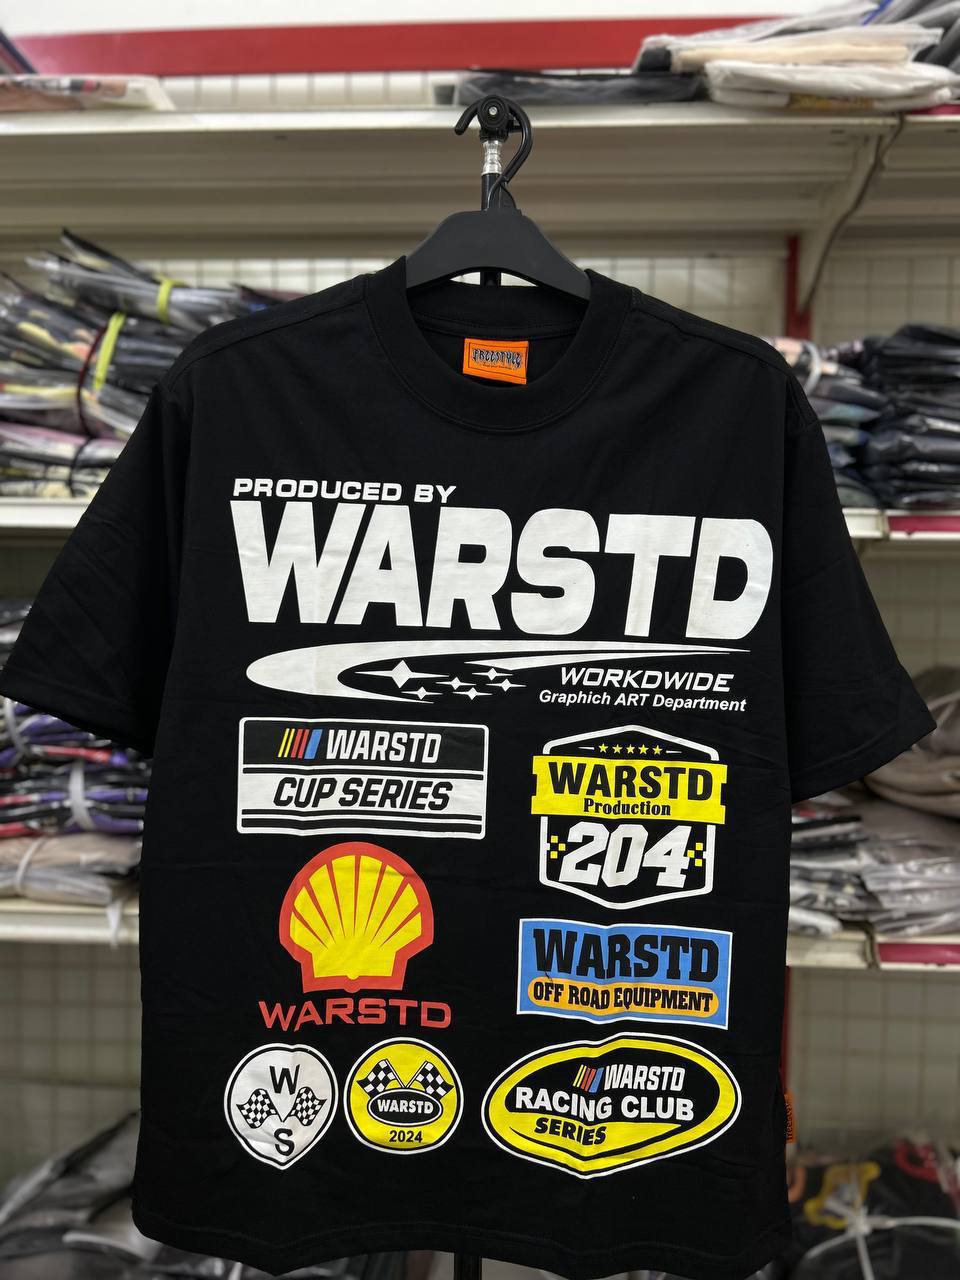 FREESTYLE
PRODUCED BY
WARSTD
WORKDWIDE
Graphich ART Department
WARSTD
CUP SERIES
WARSTD
Production
204
WARSTD
WARSTD
OFF ROAD EQUIPMENT
W
S
WARSTD
2024
WARSTD
RACING CLUB
SERIES